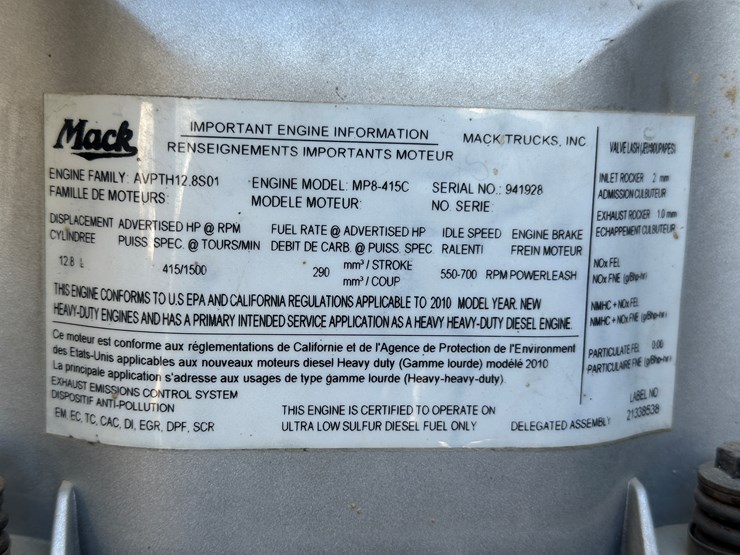 Mack
IMPORTANT ENGINE INFORMATION
MACK TRUCKS, INC.
RENSEIGNEMENTS IMPORTANTS MOTEUR
ENGINE FAMILY: AVPTH12.8S01
ENGINE MODEL: MP8-415C
SERIAL NO.: 941928
FAMILLE DE MOTEURS:
MODELE MOTEUR:
NO SERIE:
DISPLACEMENT ADVERTISED HP @ RPM FUEL RATE @ ADVERTISED HP IDLE SPEED ENGINE BRAKE
CYLINDREE PUISS. SPEC. @ TOURS/MIN DEBIT DE CARB. @ PUISS. SPEC. RALENTI FREIN MOTEUR
12.8 L 415/1500 290 mm³ / STROKE 550-700 RPM POWERLEASH
mm³ / COUP
THIS ENGINE CONFORMS TO U.S EPA AND CALIFORNIA REGULATIONS APPLICABLE TO 2010 MODEL YEAR. NEW
HEAVY-DUTY ENGINES AND HAS A PRIMARY INTENDED SERVICE APPLICATION AS A HEAVY HEAVY-DUTY DIESEL ENGINE.
Ce moteur est conforme aux réglementations de Californie et de l'Agence de Protection de l'Environment
des Etats-Unis applicables aux nouveaux moteurs diesel Heavy duty (Gamme lourde) modélé 2010
La principale application s'adresse aux usages de type gamme lourde (Heavy-heavy-duty).
EXHAUST EMISSIONS CONTROL SYSTEM
DISPOSITIF ANTI-POLLUTION
EM, EC, TC, CAC, DI, EGR, DPF, SCR
THIS ENGINE IS CERTIFIED TO OPERATE ON
ULTRA LOW SULFUR DIESEL FUEL ONLY
DELEGATED ASSEMBLY
VALVE LASH
INLET ROCKER .2 mm
ADMISSION CULBUTEUR
EXHAUST ROCKER 1.0 mm
ECHAPPEMENT CULBUTEUR
NOx FEL
NOx FNE (g/Bhp-hr)
NMHC + NOx FEL
NMHC + NOx FNE (g/Bhp-hr)
PARTICULATE FEL 0.00
PARTICULAIRE FNE (g/Bhp-hr)
LABEL NO
21338538